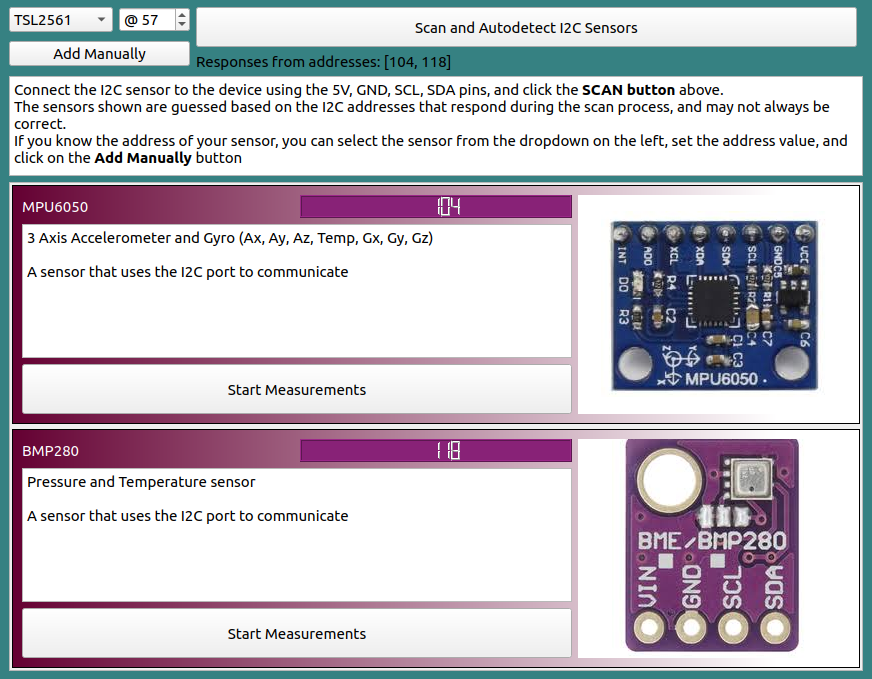 TSL2561
@ 57
Scan and Autodetect I2C Sensors
Add Manually
Responses from addresses: [104, 118]
Connect the I2C sensor to the device using the 5V, GND, SCL, SDA pins, and click the SCAN button above.
The sensors shown are guessed based on the I2C addresses that respond during the scan process, and may not always be
correct.
If you know the address of your sensor, you can select the sensor from the dropdown on the left, set the address value, and
click on the Add Manually button
MPU6050
104
3 Axis Accelerometer and Gyro (Ax, Ay, Az, Temp, Gx, Gy, Gz)
A sensor that uses the I2C port to communicate
Start Measurements
INT
ADO
XCL
XDA
SDA
SCL
GND
VCC
C5
DO
R4
R2
R1
R3
C2
C4
C7
C6
C1
C3
Z
Y
X
MPU6050
BMP280
118
Pressure and Temperature sensor
A sensor that uses the I2C port to communicate
Start Measurements
BME/BMP280
VIN
GND
SCL
SDA